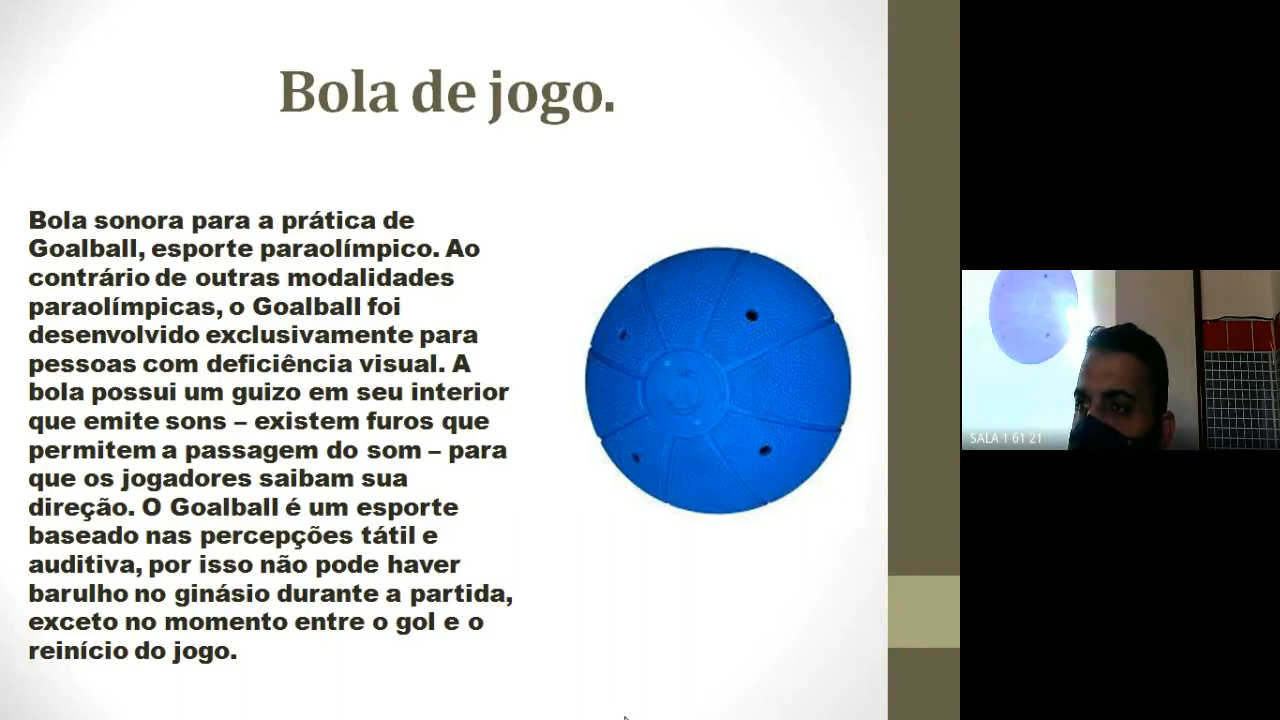 Bola de jogo.
Bola sonora para a prática de
Goalball, esporte paraolímpico. Ao
contrário de outras modalidades
paraolímpicas, o Goalball foi
desenvolvido exclusivamente para
pessoas com deficiência visual. A
bola possui um guizo em seu interior
que emite sons – existem furos que
permitem a passagem do som – para
que os jogadores saibam sua
direção. O Goalball é um esporte
baseado nas percepções tátil e
auditiva, por isso não pode haver
barulho no ginásio durante a partida,
exceto no momento entre o gol e o
reinício do jogo.
SALA 1 61 21